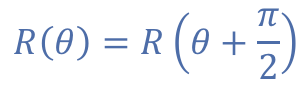 R(θ) = R(θ + π/2)